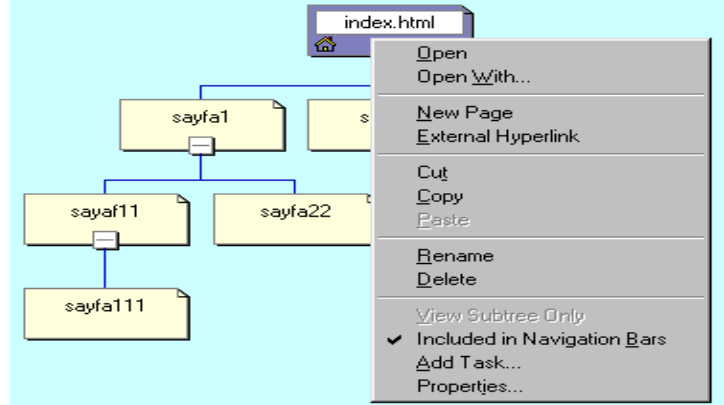 index.html
Open
Open With...
New Page
External Hyperlink
Cut
Copy
Paste
Rename
Delete
View Subtree Only
Included in Navigation Bars
Add Task...
Properties...
sayfa1
s
sayaf11
sayfa22
sayfa111